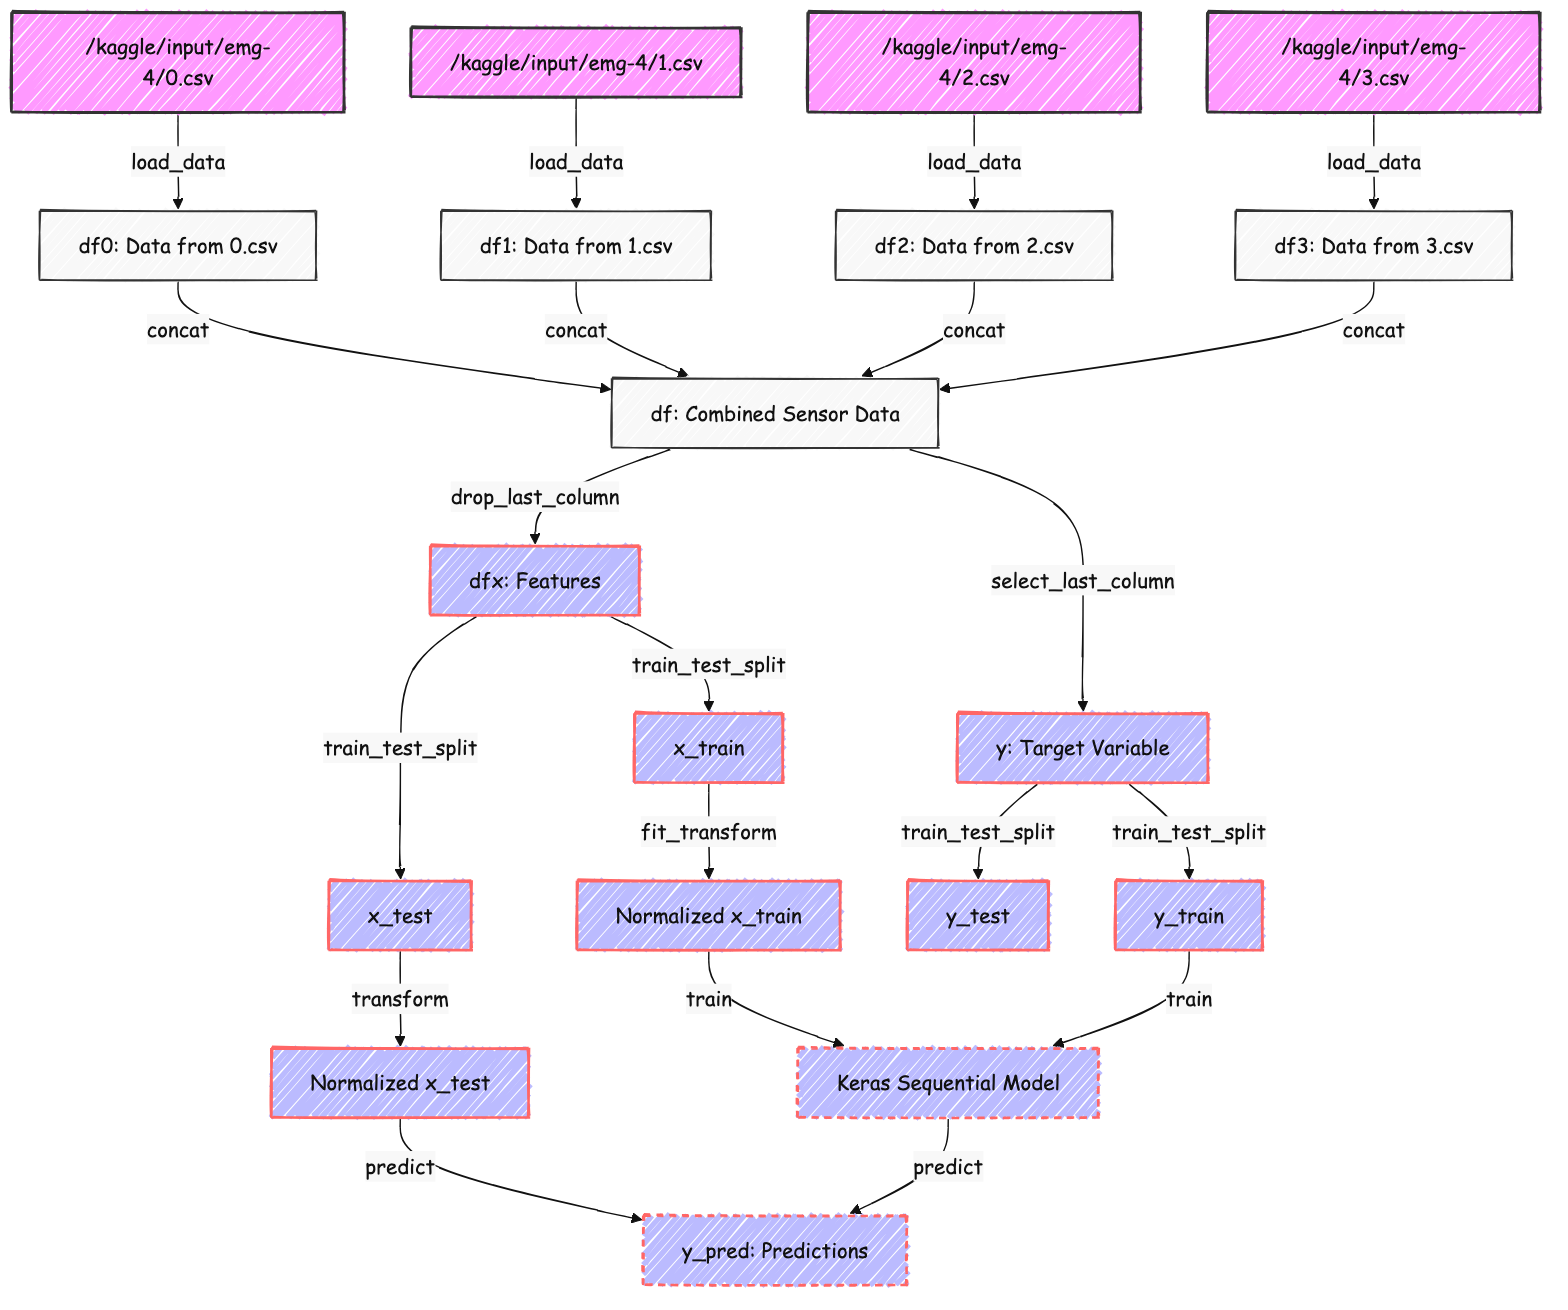 /kaggle/input/emg-
4/0.csv
/kaggle/input/emg-4/1.csv
/kaggle/input/emg-
4/2.csv
/kaggle/input/emg-
4/3.csv
load_data
load_data
load_data
load_data
df0: Data from 0.csv
df1: Data from 1.csv
df2: Data from 2.csv
df3: Data from 3.csv
concat
concat
concat
concat
df: Combined Sensor Data
drop_last_column
dfx: Features
select_last_column
train_test_split
train_test_split
x_train
y: Target Variable
fit_transform
train_test_split
train_test_split
x_test
Normalized x_train
y_test
y_train
transform
train
train
Normalized x_test
Keras Sequential Model
predict
predict
y_pred: Predictions